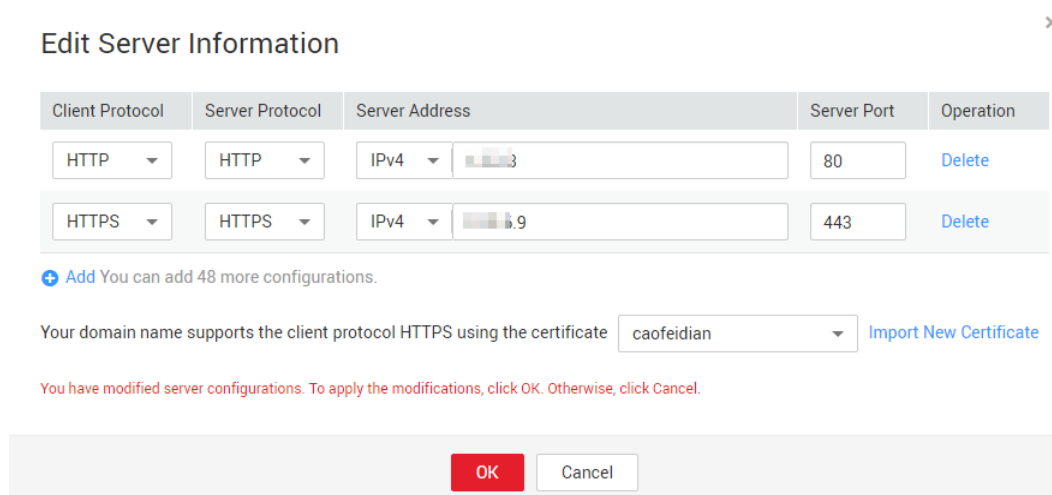 Edit Server Information
Client Protocol Server Protocol Server Address Server Port Operation
HTTP HTTP IPv4 80 Delete
HTTPS HTTPS IPv4 .9 443 Delete
Add You can add 48 more configurations.
Your domain name supports the client protocol HTTPS using the certificate caofeidian Import New Certificate
You have modified server configurations. To apply the modifications, click OK. Otherwise, click Cancel.
OK Cancel